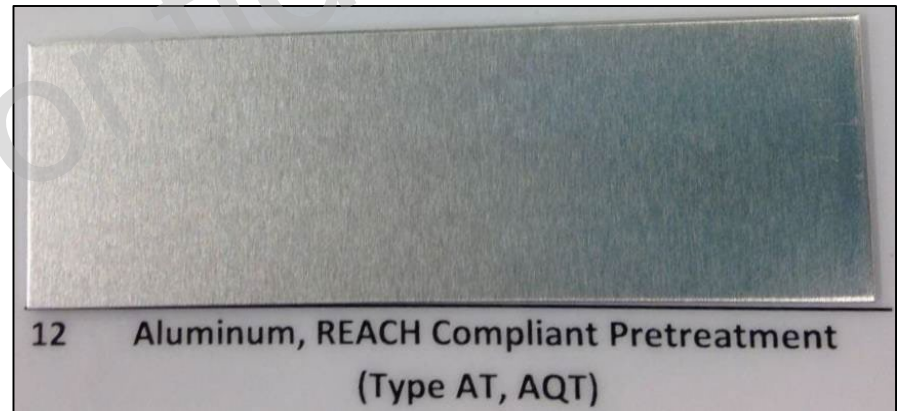 12 Aluminum, REACH Compliant Pretreatment
(Type AT, AQT)